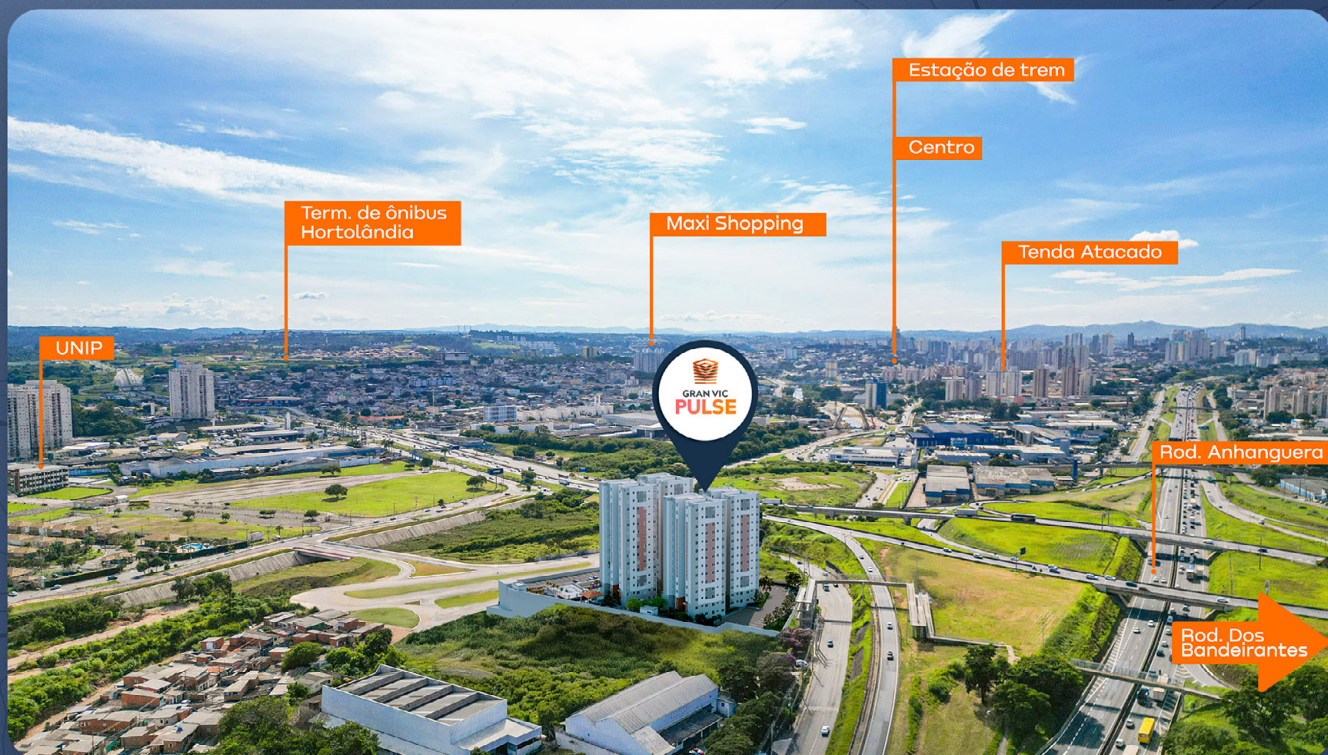 Estação de trem
Centro
Term. de ônibus
Hortolândia
Maxi Shopping
Tenda Atacado
UNIP
GRAN VIC
PULSE
Rod. Anhanguera
Rod. Dos
Bandeirantes